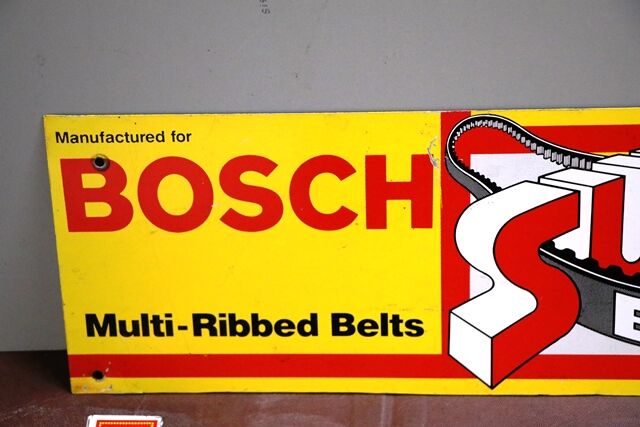 Manufactured for
BOSCH
Multi-Ribbed Belts